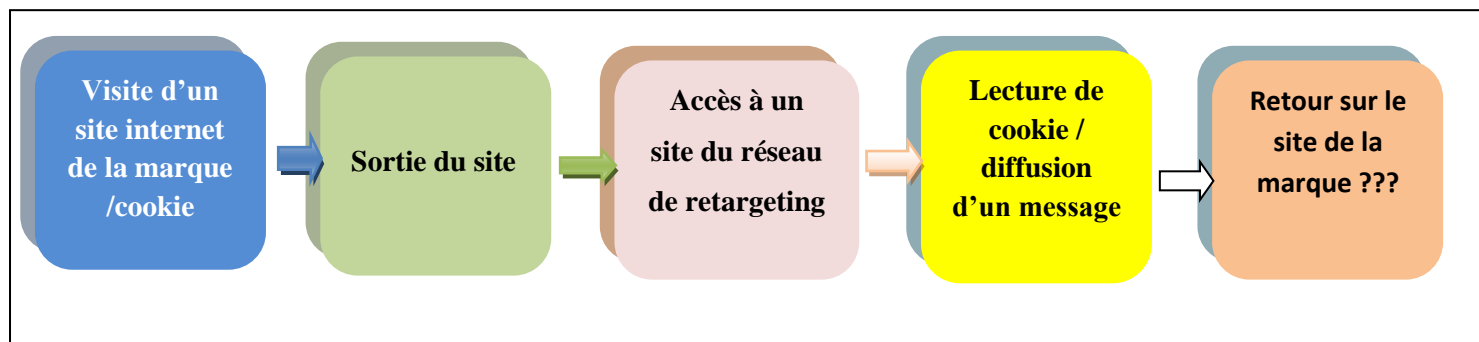 Visite d’un
site internet
de la marque
/cookie
Sortie du site
Accès à un
site du réseau
de retargeting
Lecture de
cookie /
diffusion
d’un message
Retour sur le
site de la
marque ???